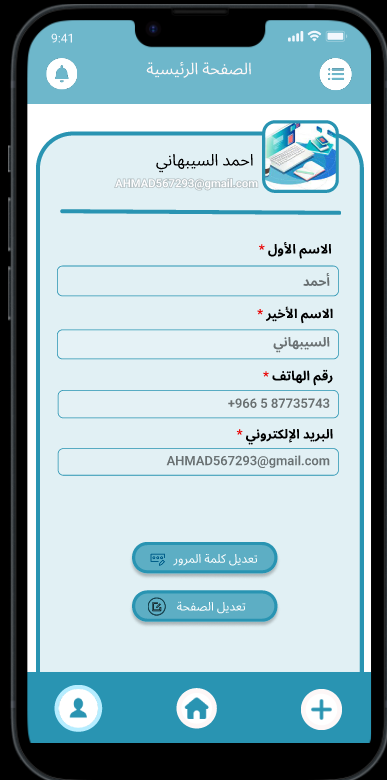 9:41
الصفحة الرئيسية
احمد السيبهاني
AHMAD567293@gmail.com
الاسم الأول *
أحمد
الاسم الأخير *
السيبهاني
رقم الهاتف *
+966 5 87735743
البريد الإلكتروني *
AHMAD567293@gmail.com
تعديل كلمة المرور
تعديل الصفحة